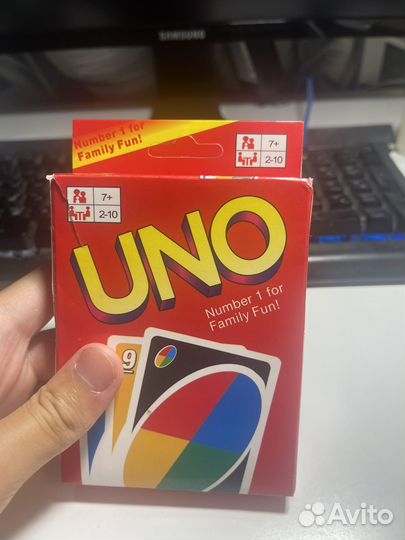 SAMSUNG
Number 1 for
Family Fun!
7+
2-10
7+
2-10
UNO
Number 1 for
Family Fun!
9
Avito